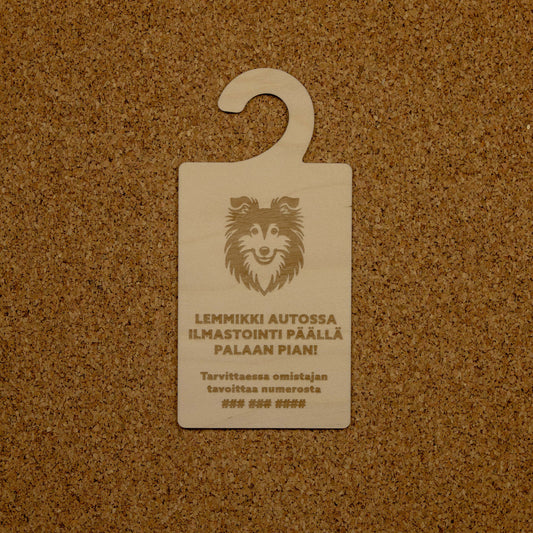 LEMMIKKI AUTOSSA
ILMASTOINTI PÄÄLLÄ
PALAAN PIAN!
Tarvittaessa omistajan
tavoittaa numerosta
### ### ####